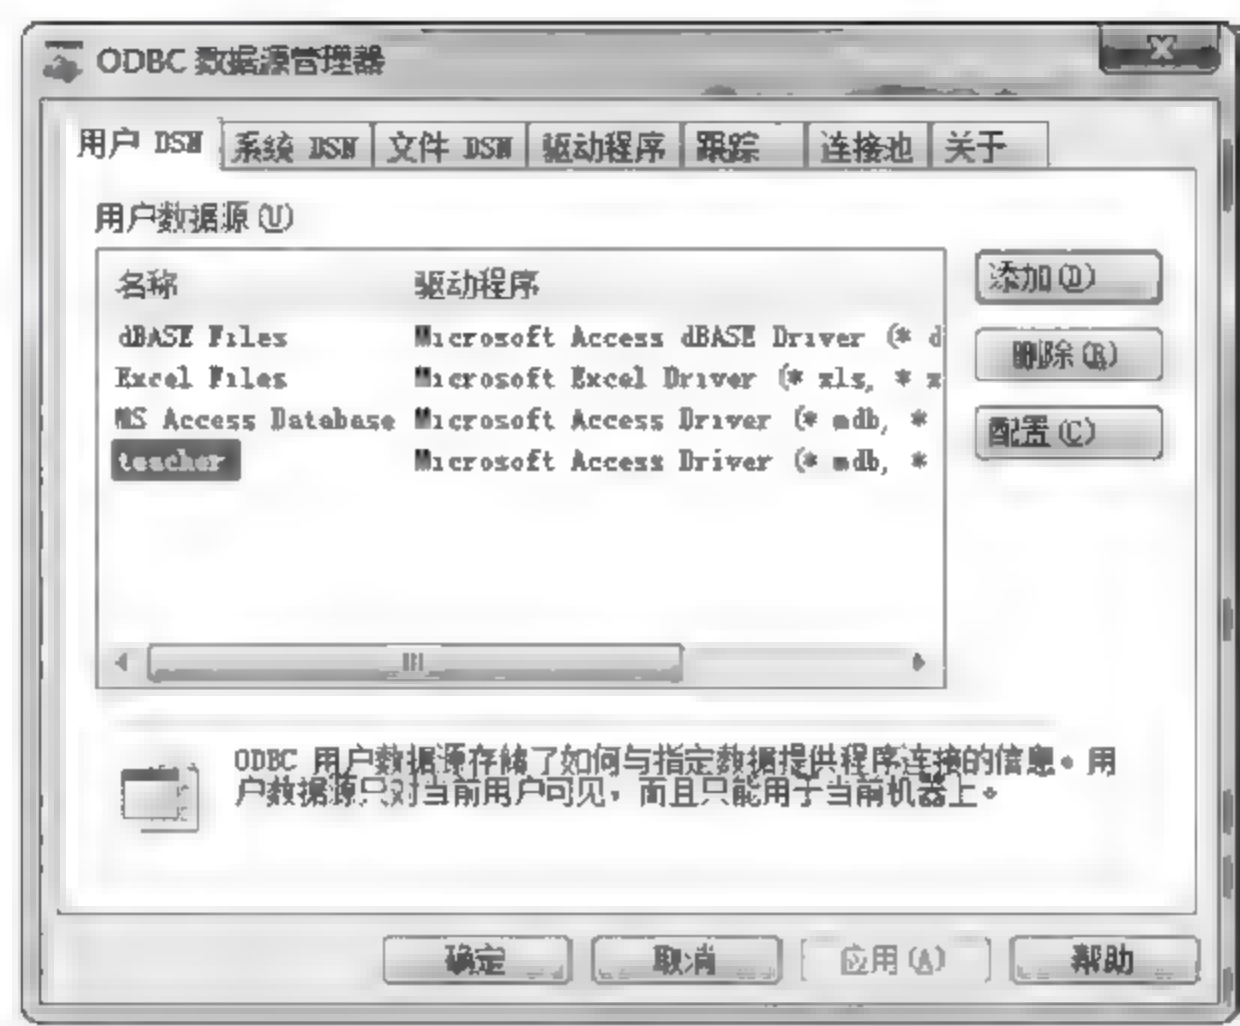 ODBC 数据源管理器
用户 DSN 系统 DSN 文件 DSN 驱动程序 跟踪 连接池 关于
用户数据源(U)
名称 驱动程序 添加(D)
dBASE Files Microsoft Access dBASE Driver (*.d
删除(R)
Excel Files Microsoft Excel Driver (*.xls, *.x
MS Access Database Microsoft Access Driver (*.mdb, *
配置(C)
teacher Microsoft Access Driver (*.mdb, *
ODBC 用户数据源存储了如何与指定数据提供程序连接的信息。用
户数据源只对当前用户可见，而且只能用于当前机器上。
确定 取消 应用(A) 帮助